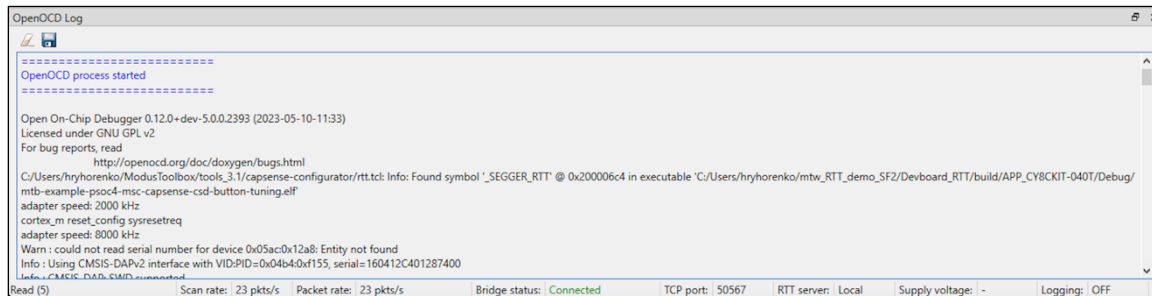 OpenOCD Log
==========================
OpenOCD process started
==========================
Open On-Chip Debugger 0.12.0+dev-5.0.0.2393 (2023-05-10-11:33)
Licensed under GNU GPL v2
For bug reports, read
http://openocd.org/doc/doxygen/bugs.html
C:/Users/hryhorenko/ModusToolbox/tools_3.1/capsense-configurator/rtt.tcl: Info: Found symbol '_SEGGER_RTT' @ 0x200006c4 in executable 'C:/Users/hryhorenko/mtw_RTT_demo_SF2/Devboard_RTT/build/APP_CY8CKIT-040T/Debug/
mtb-example-psoc4-msc-capsense-csd-button-tuning.elf'
adapter speed: 2000 kHz
cortex_m reset_config sysresetreq
adapter speed: 8000 kHz
Warn : could not read serial number for device 0x05ac:0x12a8: Entity not found
Info : Using CMSIS-DAPv2 interface with VID:PID=0x04b4:0xf155, serial=160412C401287400
Info : CMSIS-DAP: SWD supported
Read (5) Scan rate: 23 pkts/s Packet rate: 23 pkts/s Bridge status: Connected TCP port: 50567 RTT server: Local Supply voltage: - Logging: OFF